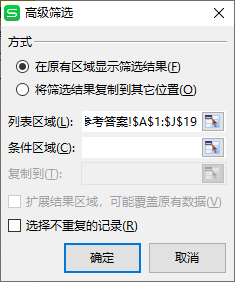 高级筛选
方式
在原有区域显示筛选结果(F)
将筛选结果复制到其它位置(O)
列表区域(L): 考答案!$A$1:$J$19
条件区域(C):
复制到(T):
扩展结果区域，可能覆盖原有数据(V)
选择不重复的记录(R)
确定 取消